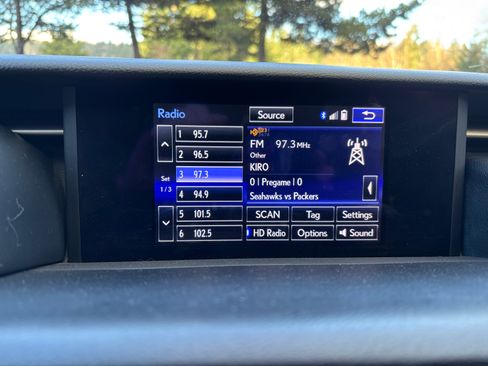 Radio
Source
1 95.7
2 96.5
3 97.3
4 94.9
5 101.5
6 102.5
Set
1/3
FM 97.3 MHz
Other
KIRO
0 | Pregame | 0
Seahawks vs Packers
SCAN
Tag
Settings
HD Radio
Options
Sound